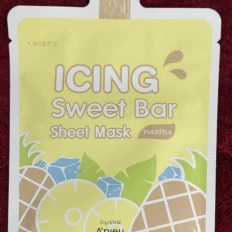 ICING
Sweet Bar
Sheet Mask
PINEAPPLE
A'pieu